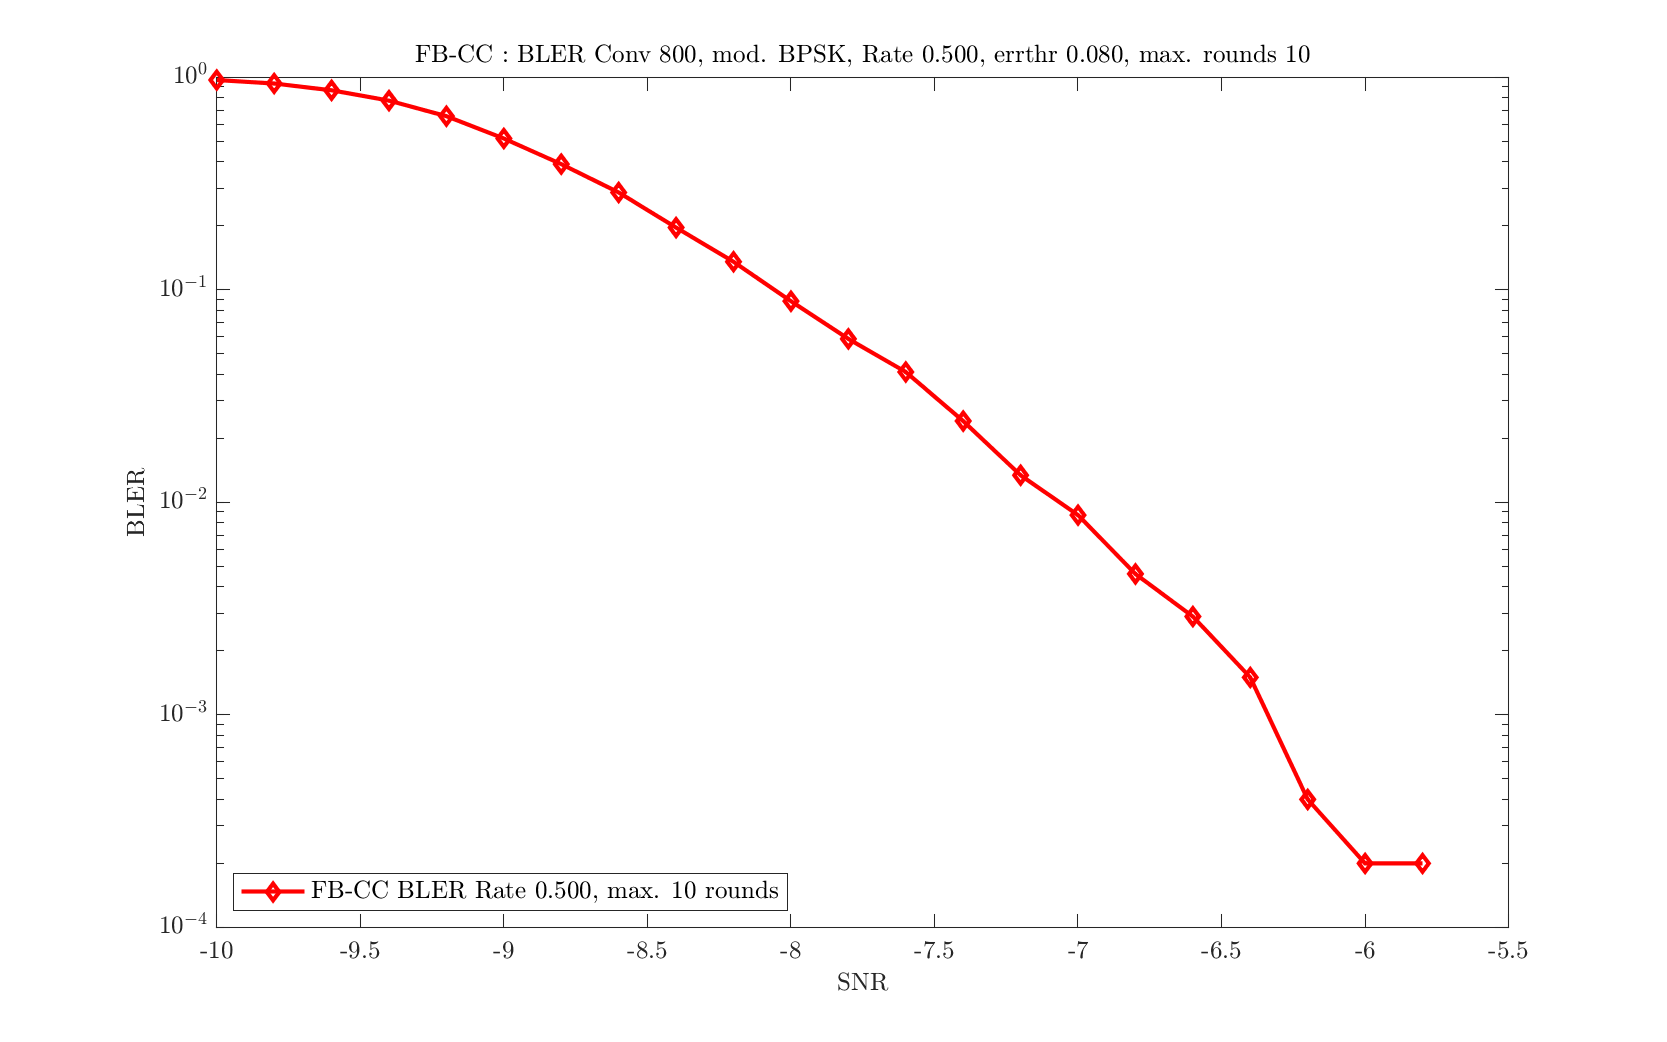 FB-CC : BLER Conv 800, mod. BPSK, Rate 0.500, errthr 0.080, max. rounds 10
10^0
10^-1
10^-2
10^-3
10^-4
BLER
FB-CC BLER Rate 0.500, max. 10 rounds
-10 -9.5 -9 -8.5 -8 -7.5 -7 -6.5 -6 -5.5
SNR